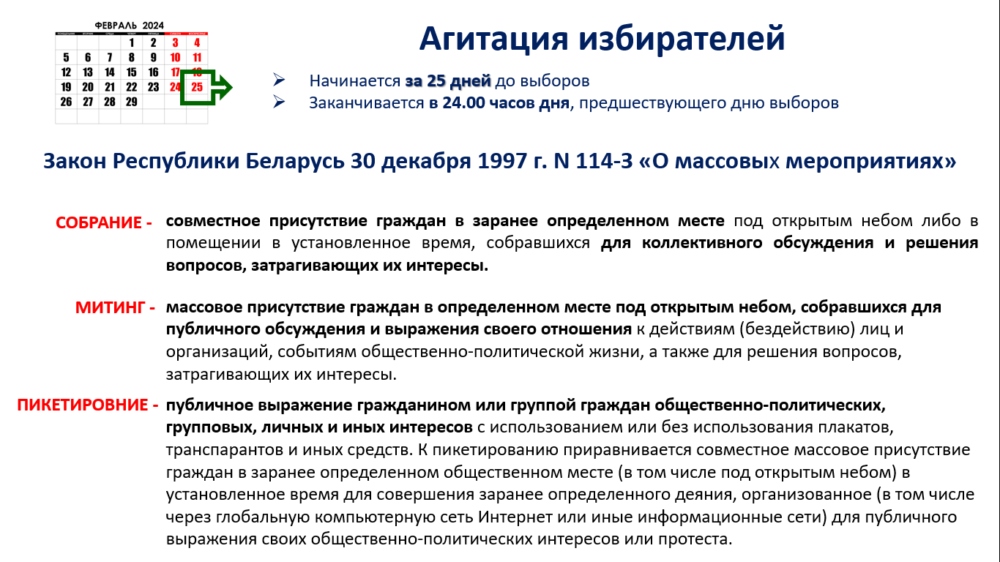 ФЕВРАЛЬ 2024
ПОНЕДЕЛЬНИК ВТОРНИК СРЕДА ЧЕТВЕРГ ПЯТНИЦА СУББОТА ВОСКРЕСЕНЬЕ
1 2 3 4
5 6 7 8 9 10 11
12 13 14 15 16 17 18
19 20 21 22 23 24 25
26 27 28 29
Агитация избирателей
Начинается за 25 дней до выборов
Заканчивается в 24.00 часов дня, предшествующего дню выборов
Закон Республики Беларусь 30 декабря 1997 г. N 114-З «О массовых мероприятиях»
СОБРАНИЕ - совместное присутствие граждан в заранее определенном месте под открытым небом либо в
помещении в установленное время, собравшихся для коллективного обсуждения и решения
вопросов, затрагивающих их интересы.
МИТИНГ - массовое присутствие граждан в определенном месте под открытым небом, собравшихся для
публичного обсуждения и выражения своего отношения к действиям (бездействию) лиц и
организаций, событиям общественно-политической жизни, а также для решения вопросов,
затрагивающих их интересы.
ПИКЕТИРОВНИЕ - публичное выражение гражданином или группой граждан общественно-политических,
групповых, личных и иных интересов с использованием или без использования плакатов,
транспарантов и иных средств. К пикетированию приравнивается совместное массовое присутствие
граждан в заранее определенном общественном месте (в том числе под открытым небом) в
установленное время для совершения заранее определенного деяния, организованное (в том числе
через глобальную компьютерную сеть Интернет или иные информационные сети) для публичного
выражения своих общественно-политических интересов или протеста.